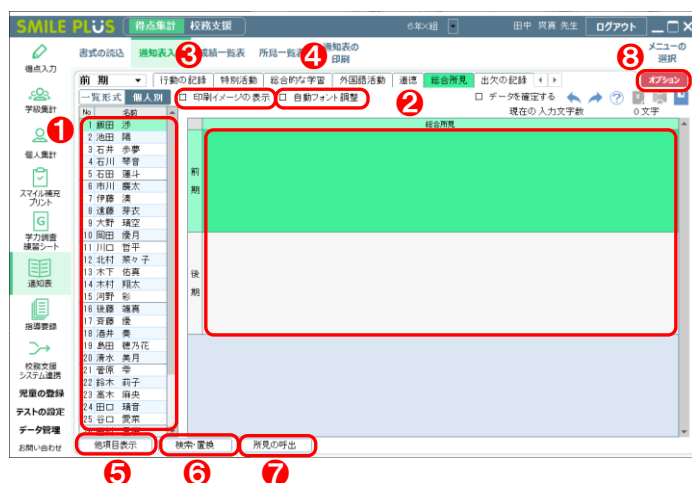 SMILE PLUS 得点集計 校務支援 6年×組 田中 爽真 先生 ログアウト
書式の読込 通知表入 ❸ 成績一覧表 所見一覧 ❹ 通知表の印刷 ❽ メニューの選択
得点入力
学級集計
個人集計
スマイル補充プリント
学力調査練習シート
通知表
指導要録
校務支援システム連携
児童の登録
テストの設定
データ管理
お問い合わせ
前 期 行動の記録 特別活動 総合的な学習 外国語活動 道徳 総合所見 出欠の記録 オプション
一覧形式 個人別 印刷イメージの表示 自動フォント調整 ❷ データを確定する
現在の入力文字数 0文字
❶
No 名前 総合所見
1 飯田 渉
2 池田 陽
3 石井 歩夢
4 石川 琴音
5 石田 蓮斗
6 市川 慶太
7 伊藤 湊
8 遠藤 芽衣
9 大野 晴空
10 岡田 優月
11 川口 哲平
12 北村 菜々子
13 木下 佑真
14 木村 翔太
15 河野 彩
16 後藤 颯真
17 斉藤 優
18 酒井 奏
19 島田 穂乃花
20 清水 美月
21 菅原 雫
22 鈴木 莉子
23 高木 麻央
24 田口 晴音
25 谷口 愛菜
前期
後期
他項目表示 検索・置換 所見の呼出
❺ ❻ ❼